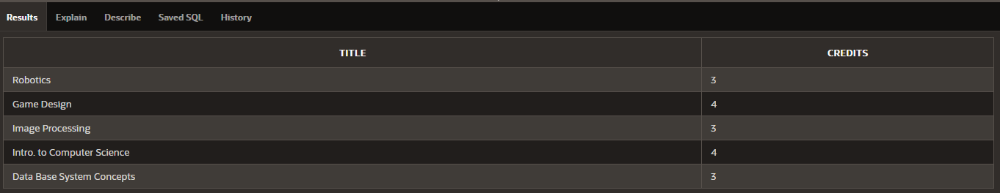 Results Explain Describe Saved SQL History
TITLE CREDITS
Robotics 3
Game Design 4
Image Processing 3
Intro. to Computer Science 4
Data Base System Concepts 3